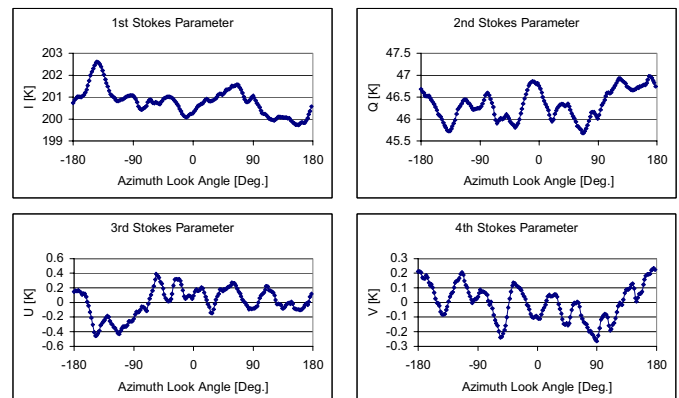 1st Stokes Parameter
203
202
201
200
199
I [K]
-180 -90 0 90 180
Azimuth Look Angle [Deg.]
2nd Stokes Parameter
47.5
47
46.5
46
45.5
Q [K]
-180 -90 0 90 180
Azimuth Look Angle [Deg.]
3rd Stokes Parameter
0.6
0.4
0.2
0
-0.2
-0.4
-0.6
U [K]
-180 -90 0 90 180
Azimuth Look Angle [Deg.]
4th Stokes Parameter
0.3
0.2
0.1
0
-0.1
-0.2
-0.3
V [K]
-180 -90 0 90 180
Azimuth Look Angle [Deg.]